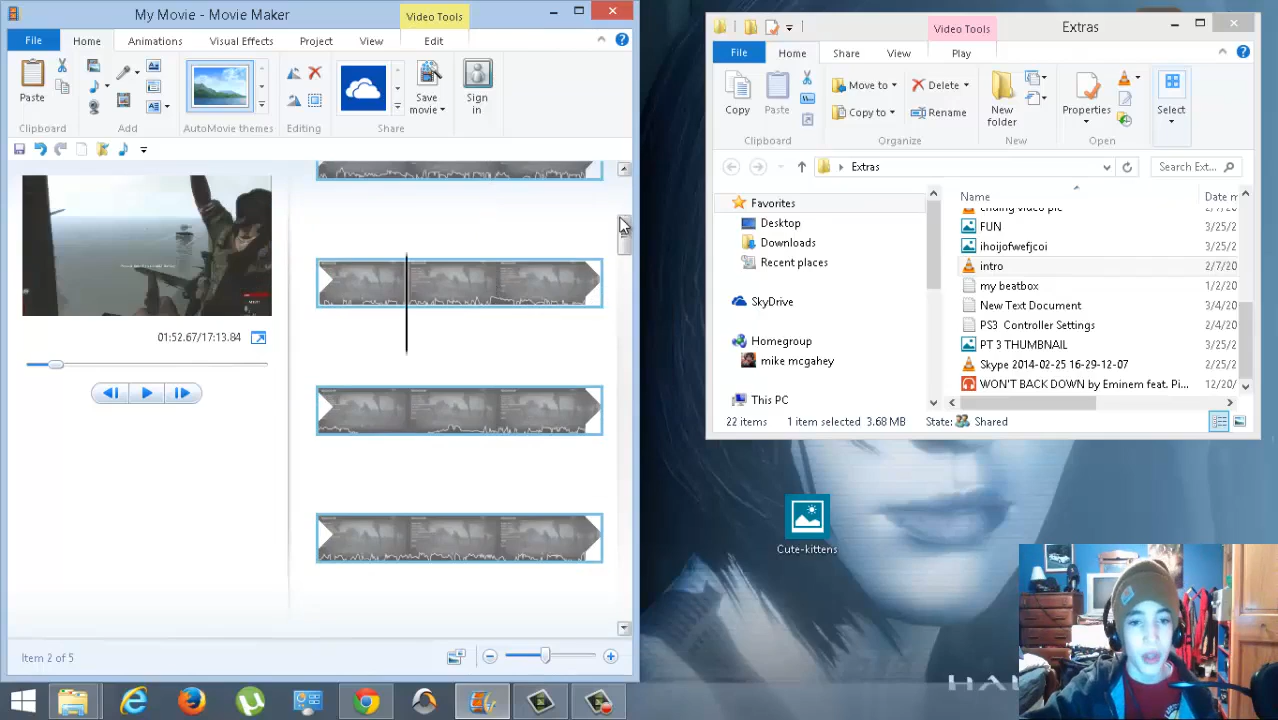 My Movie - Movie Maker
Video Tools
File
Home
Animations
Visual Effects
Project
View
Edit
Paste
Save
movie
Sign
in
Clipboard
Add
AutoMovie themes
Editing
Share
01:52.67/17:13.84
Item 2 of 5
Video Tools
Extras
File
Home
Share
View
Play
Copy
Paste
Move to
Copy to
Delete
Rename
New
folder
Properties
Select
Clipboard
Organize
New
Open
Extras
Search Ext...
Name
Date m
Favorites
Desktop
Downloads
Recent places
SkyDrive
Homegroup
mike mcgahey
This PC
ending video pic
2/7/20
FUN
3/25/2
ihoijofwefjcoi
3/25/2
intro
2/7/20
my beatbox
1/2/20
New Text Document
3/4/20
PS3 Controller Settings
2/4/20
PT 3 THUMBNAIL
3/25/2
Skype 2014-02-25 16-29-12-07
2/25/2
WON'T BACK DOWN by Eminem feat. Pi...
12/20/
22 items
1 item selected 3.68 MB
State:
Shared
Cute-kittens